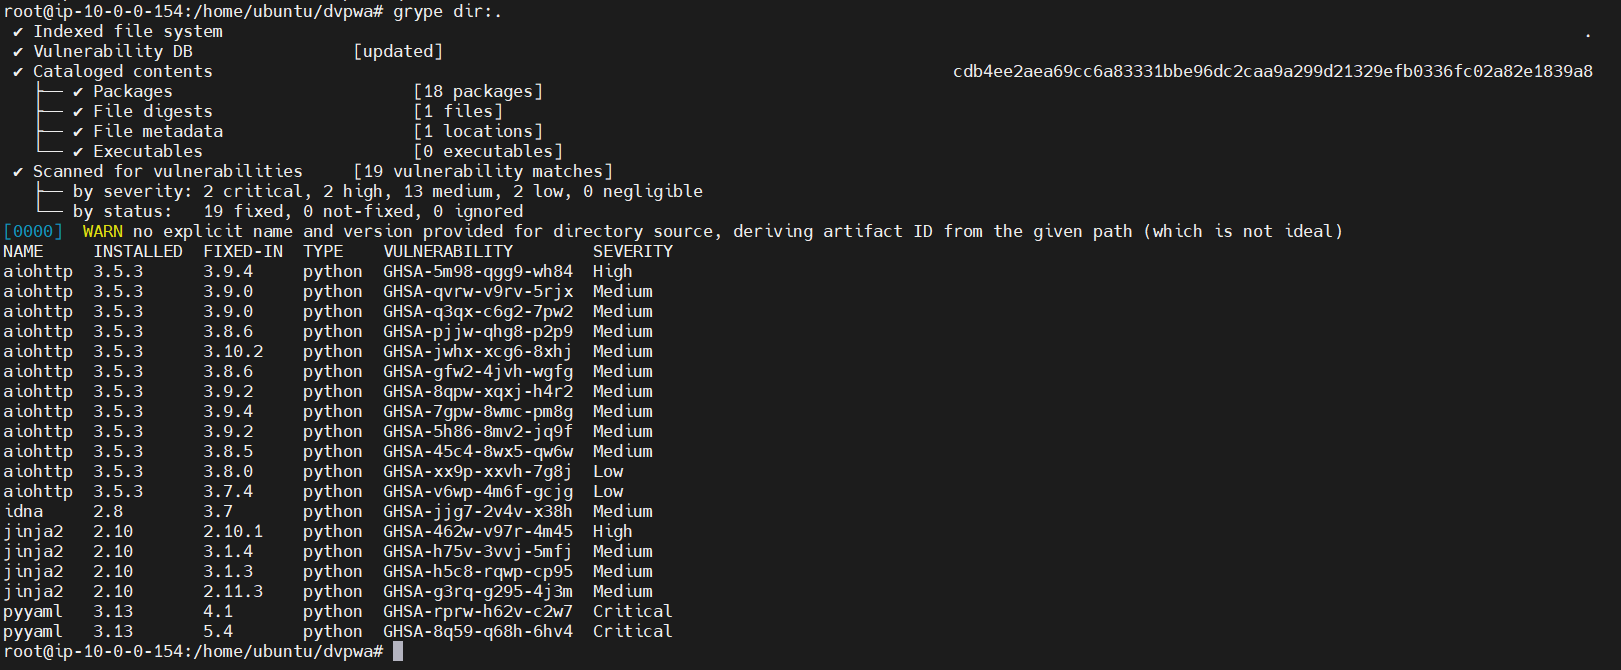 root@ip-10-0-0-154:/home/ubuntu/dvpwa# grype dir:.
✔ Indexed file system .
✔ Vulnerability DB [updated]
✔ Cataloged contents cdb4ee2aea69cc6a83331bbe96dc2caa9a299d21329efb0336fc02a82e1839a8
├── ✔ Packages [18 packages]
├── ✔ File digests [1 files]
├── ✔ File metadata [1 locations]
└── ✔ Executables [0 executables]
✔ Scanned for vulnerabilities [19 vulnerability matches]
├── by severity: 2 critical, 2 high, 13 medium, 2 low, 0 negligible
└── by status: 19 fixed, 0 not-fixed, 0 ignored
[0000] WARN no explicit name and version provided for directory source, deriving artifact ID from the given path (which is not ideal)
NAME INSTALLED FIXED-IN TYPE VULNERABILITY SEVERITY
aiohttp 3.5.3 3.9.4 python GHSA-5m98-qgg9-wh84 High
aiohttp 3.5.3 3.9.0 python GHSA-qvrw-v9rv-5rjx Medium
aiohttp 3.5.3 3.9.0 python GHSA-q3qx-c6g2-7pw2 Medium
aiohttp 3.5.3 3.8.6 python GHSA-pjjw-qhg8-p2p9 Medium
aiohttp 3.5.3 3.10.2 python GHSA-jwhx-xcg6-8xhj Medium
aiohttp 3.5.3 3.8.6 python GHSA-gfw2-4jvh-wgfg Medium
aiohttp 3.5.3 3.9.2 python GHSA-8qpw-xqxj-h4r2 Medium
aiohttp 3.5.3 3.9.4 python GHSA-7gpw-8wmc-pm8g Medium
aiohttp 3.5.3 3.9.2 python GHSA-5h86-8mv2-jq9f Medium
aiohttp 3.5.3 3.8.5 python GHSA-45c4-8wx5-qw6w Medium
aiohttp 3.5.3 3.8.0 python GHSA-xx9p-xxvh-7g8j Low
aiohttp 3.5.3 3.7.4 python GHSA-v6wp-4m6f-gcjg Low
idna 2.8 3.7 python GHSA-jjg7-2v4v-x38h Medium
jinja2 2.10 2.10.1 python GHSA-462w-v97r-4m45 High
jinja2 2.10 3.1.4 python GHSA-h75v-3vvj-5mfj Medium
jinja2 2.10 3.1.3 python GHSA-h5c8-rqwp-cp95 Medium
jinja2 2.10 2.11.3 python GHSA-g3rq-g295-4j3m Medium
pyyaml 3.13 4.1 python GHSA-rprw-h62v-c2w7 Critical
pyyaml 3.13 5.4 python GHSA-8q59-q68h-6hv4 Critical
root@ip-10-0-0-154:/home/ubuntu/dvpwa#